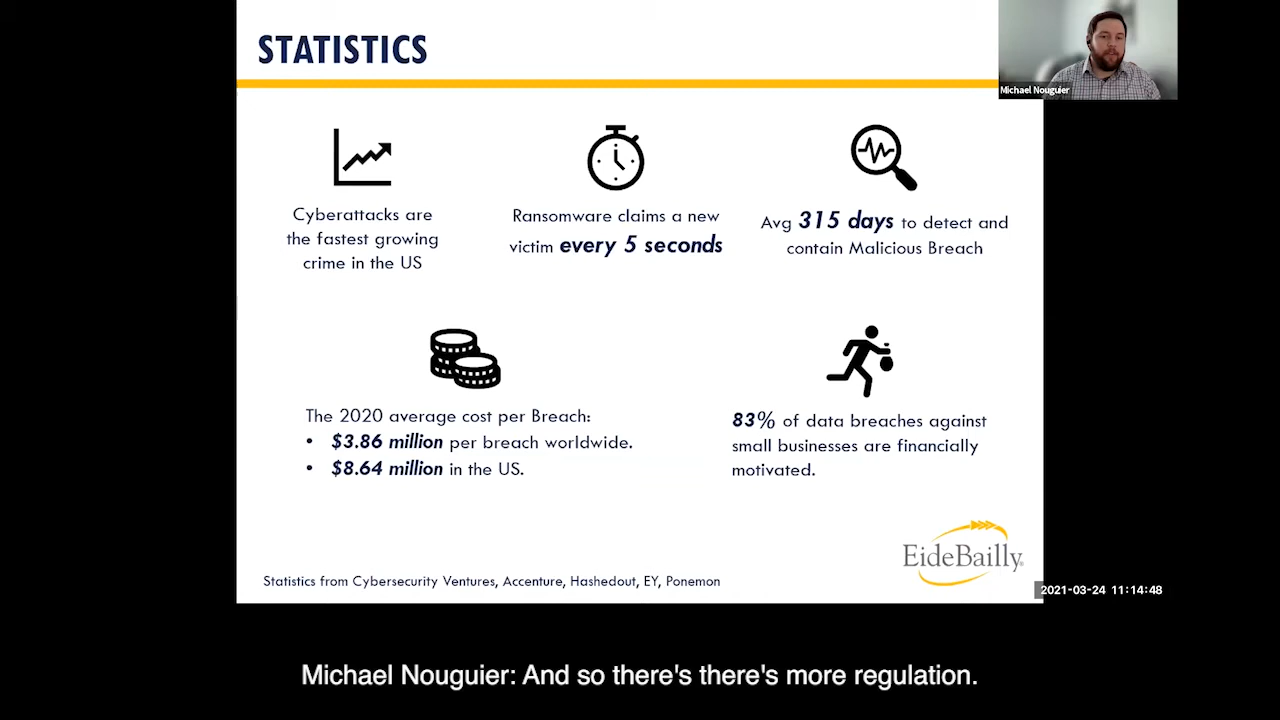 STATISTICS
Michael Nouguier
Cyberattacks are
the fastest growing
crime in the US
Ransomware claims a new
victim every 5 seconds
Avg 315 days to detect and
contain Malicious Breach
The 2020 average cost per Breach:
• $3.86 million per breach worldwide.
• $8.64 million in the US.
83% of data breaches against
small businesses are financially
motivated.
EideBailly®
Statistics from Cybersecurity Ventures, Accenture, Hashedout, EY, Ponemon
2021-03-24 11:14:48
Michael Nouguier: And so there's there's more regulation.